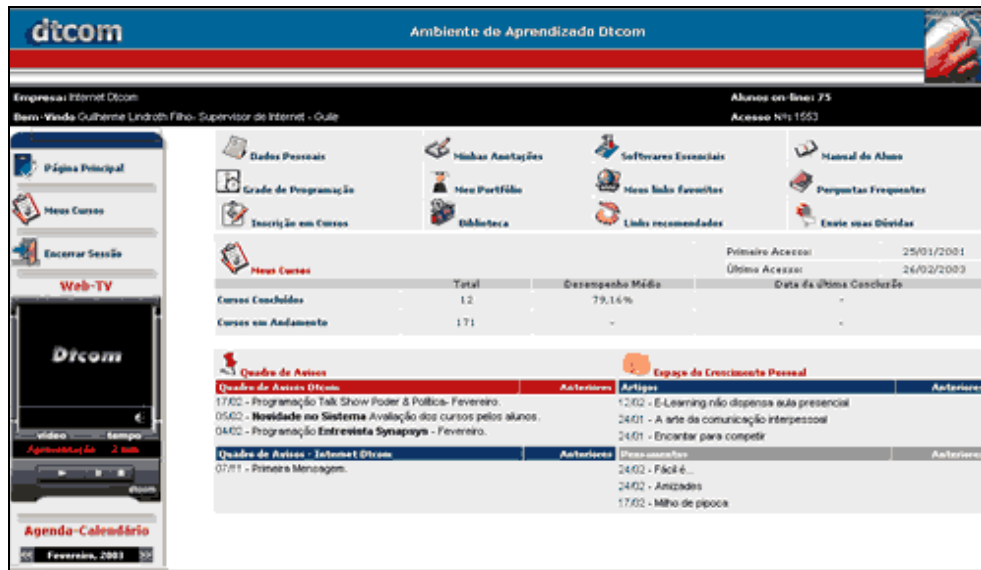 dtcom
Ambiente de Aprendizado Dtcom
Empresa: Internet Dtcom
Alunos on-line: 75
Bem-Vindo Guilherme Lindroth Filho- Supervisor de Internet - Guile
Acesso Nº: 1553
Página Principal
Meus Cursos
Encerrar Sessão
Web-TV
Dtcom
vídeo tempo
Apresentação 2 min
dtcom
Agenda-Calendário
<< Fevereiro, 2003 >>
Dados Pessoais
Minhas Anotações
Softwares Essenciais
Manual do Aluno
Grade de Programação
Meu Portfólio
Meus links favoritos
Perguntas Frequentes
Inscrição em Cursos
Biblioteca
Links recomendados
Envie suas Dúvidas
Meus Cursos
Primeiro Acesso: 25/01/2001
Último Acesso: 26/02/2003
Total Desempenho Médio Data da última Conclusão
Cursos Concluídos 12 79,16% -
Cursos em Andamento 171 - -
Quadro de Avisos
Quadro de Avisos Dtcom Anteriores
17/02 - Programação Talk Show Poder & Política- Fevereiro.
05/02 - Novidade no Sistema Avaliação dos cursos pelos alunos.
04/02 - Programação Entrevista Synapsys - Fevereiro.
Quadro de Avisos - Internet Dtcom Anteriores
07/11 - Primeira Mensagem.
Espaço do Crescimento Pessoal
Artigos Anteriores
12/02 - E-Learning não dispensa aula presencial
24/01 - A arte da comunicação interpessoal
24/01 - Encantar para competir
Pensamentos Anteriores
24/02 - Fácil é...
24/02 - Amizades
17/02 - Milho de pipoca